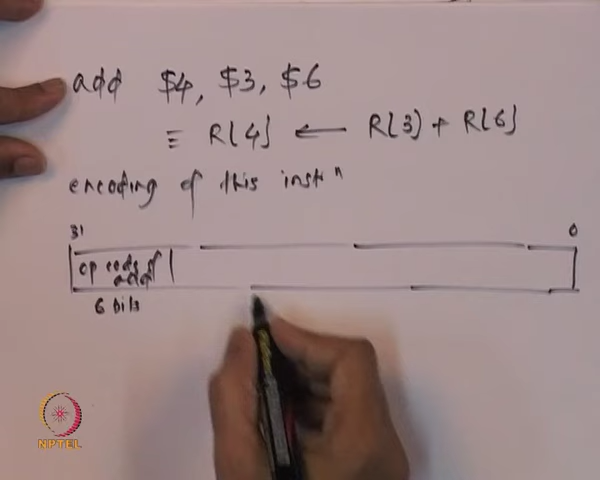 add $4, $3, $6
≡ R[4] ← R[3] + R[6]
encoding of this instⁿ
31 0
op code of
add
6 bits
NPTEL